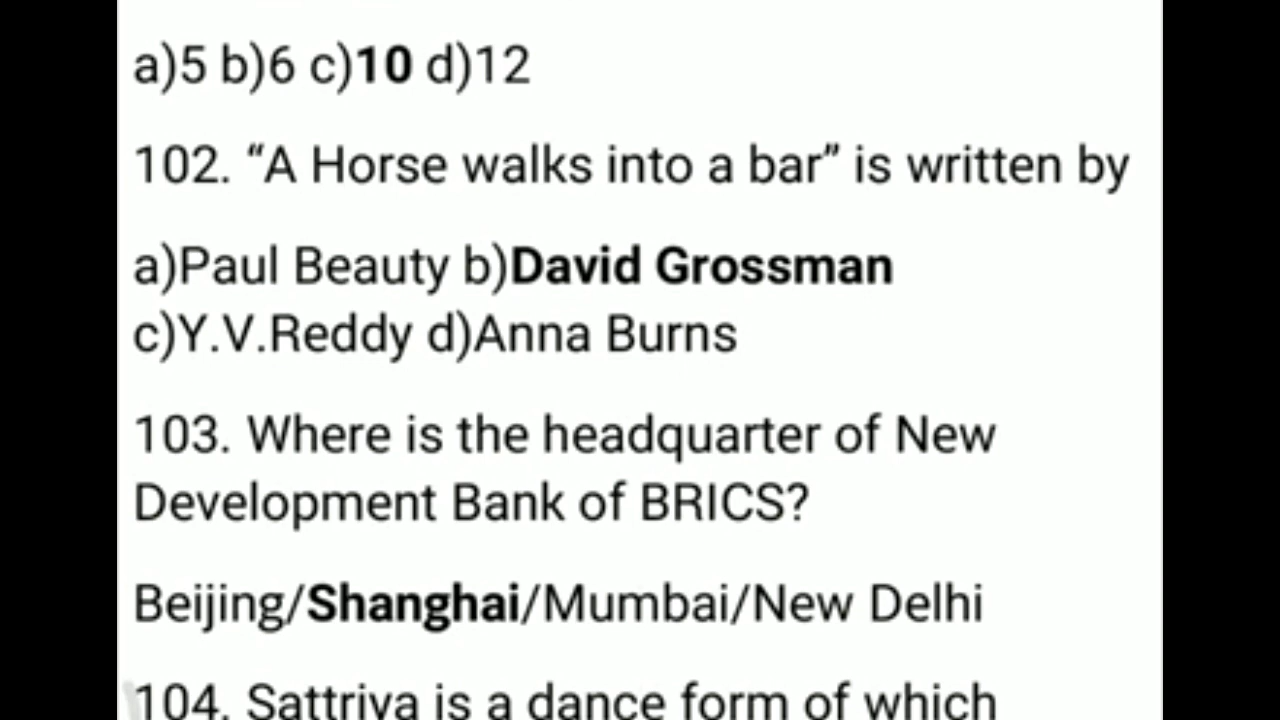 a)5 b)6 c)10 d)12
102. “A Horse walks into a bar” is written by
a)Paul Beauty b)David Grossman
c)Y.V.Reddy d)Anna Burns
103. Where is the headquarter of New
Development Bank of BRICS?
Beijing/Shanghai/Mumbai/New Delhi
104. Sattriya is a dance form of which